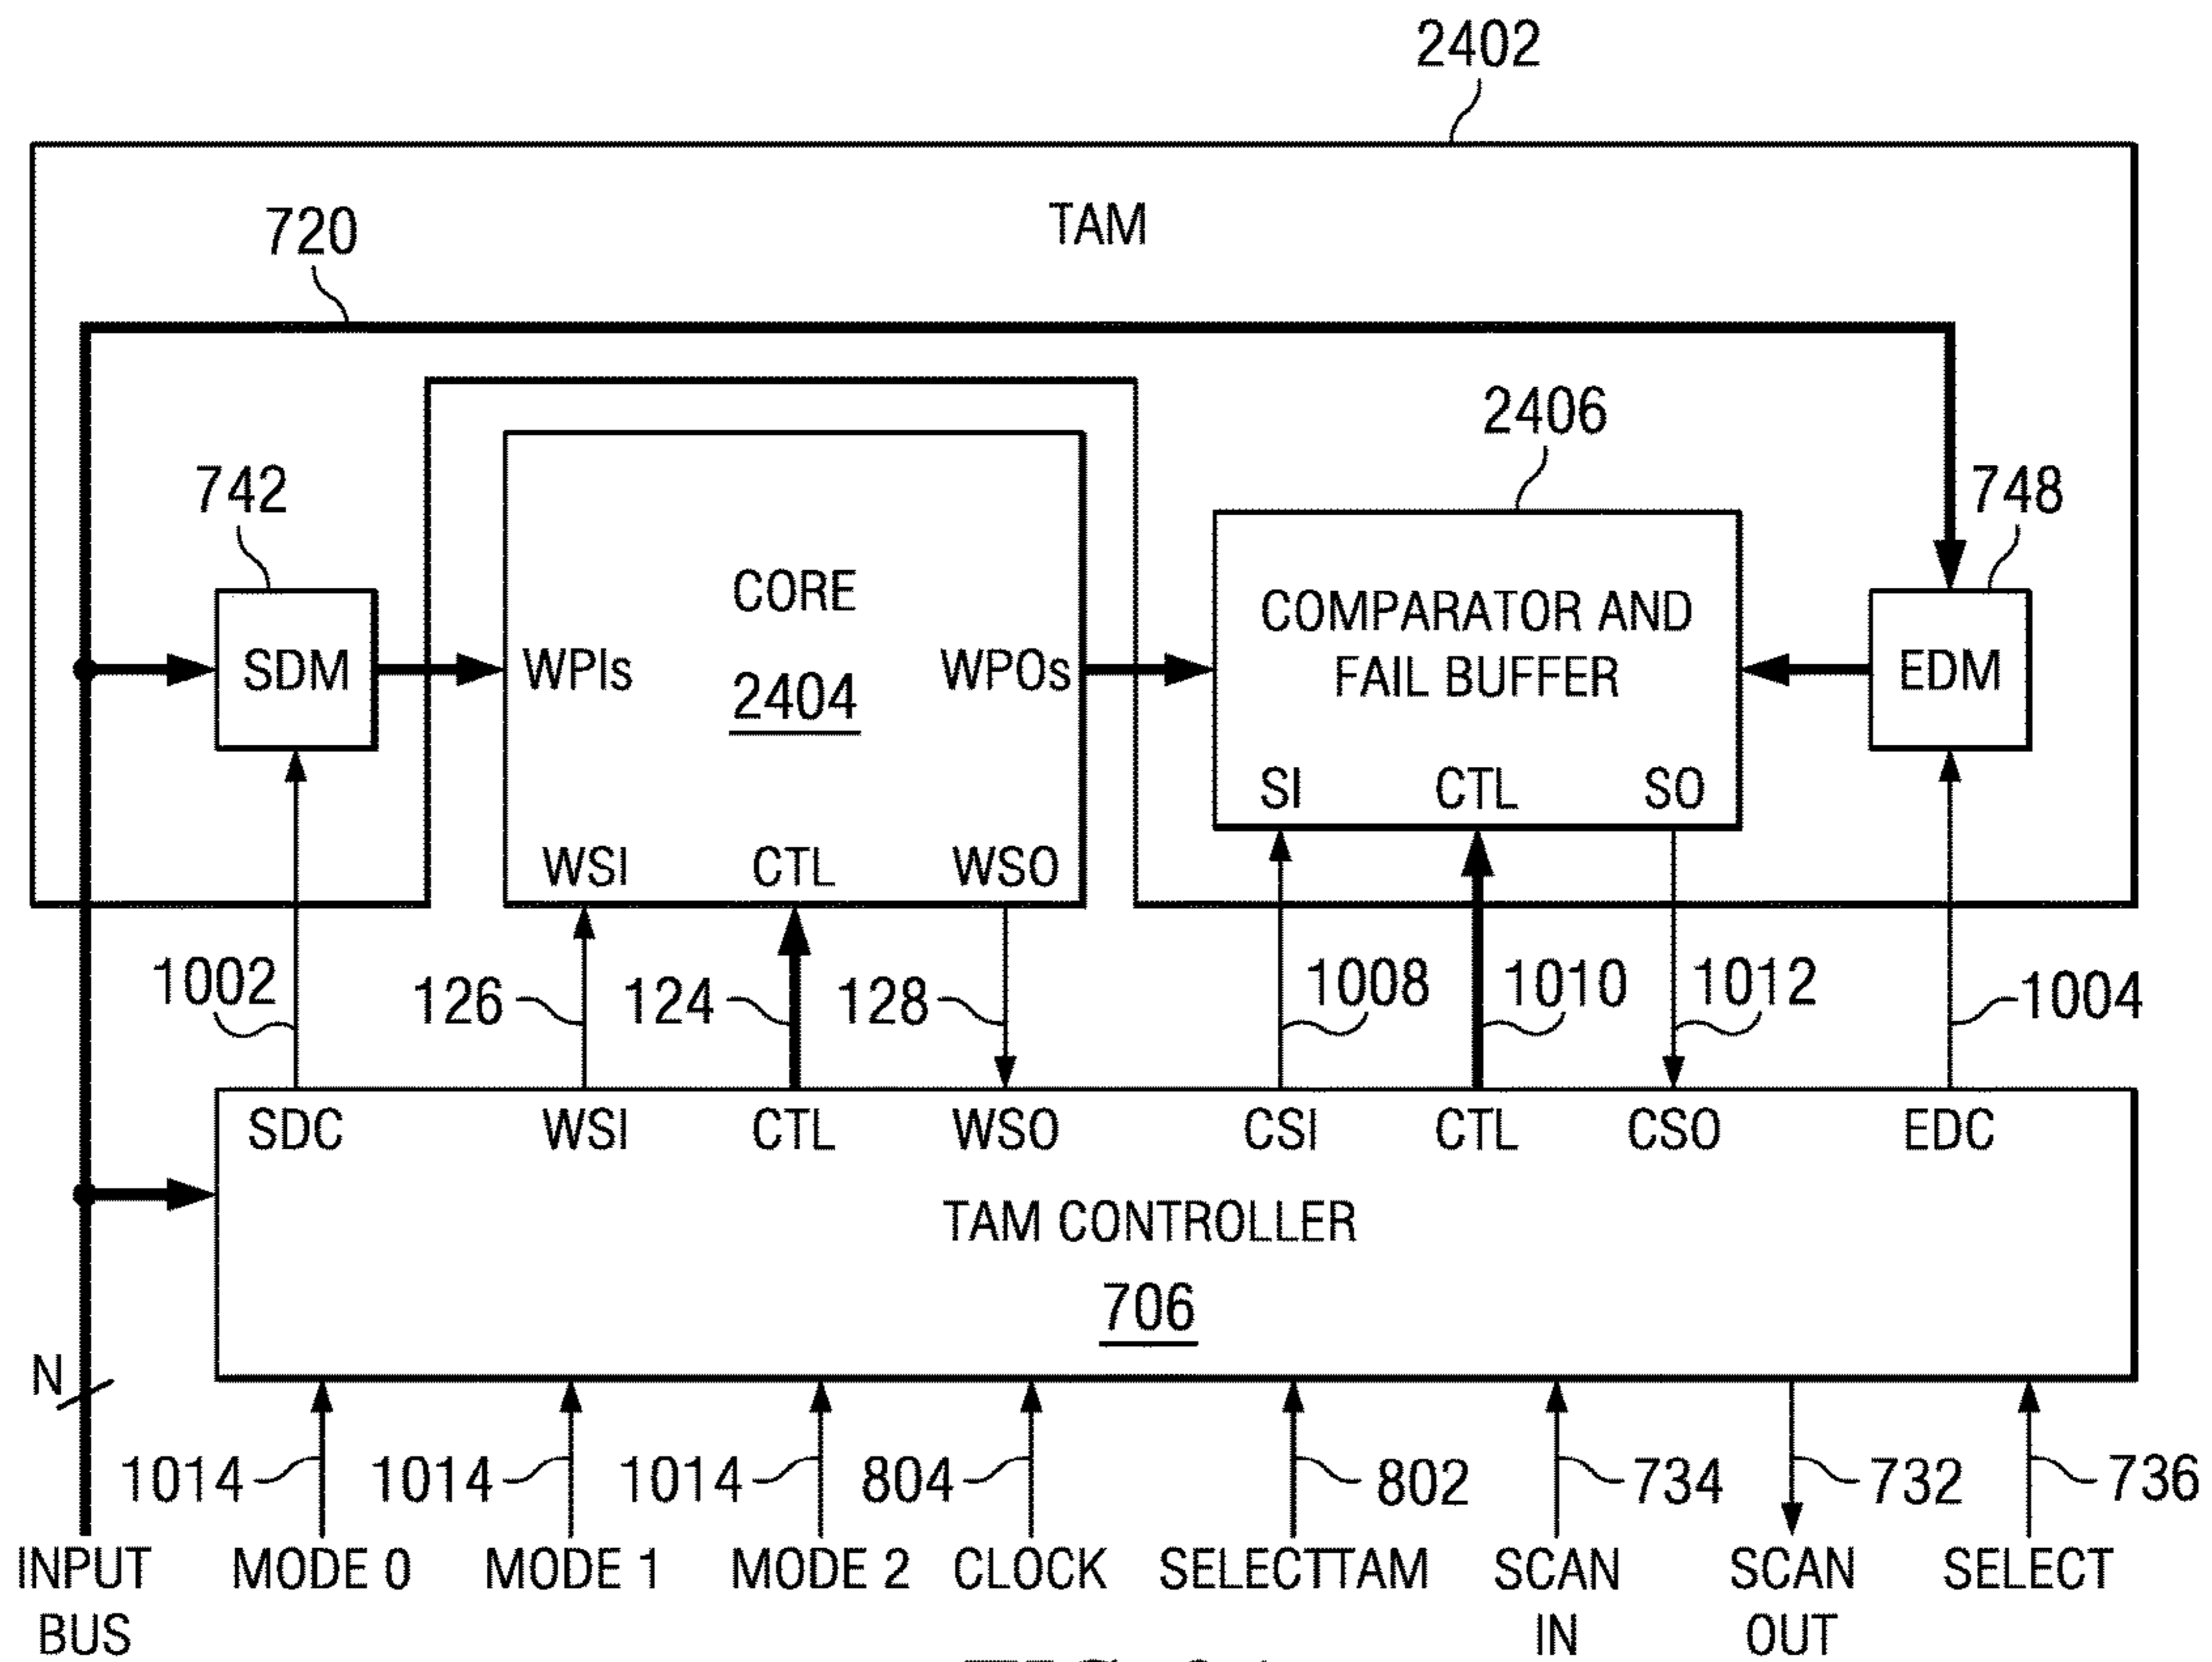 2402
TAM
720
2406
742
748
CORE
2404
COMPARATOR AND
FAIL BUFFER
SDM
WPIs
WPOs
EDM
SI
CTL
SO
WSI
CTL
WSO
1002
126
124
128
1008
1010
1012
1004
SDC
WSI
CTL
WSO
CSI
CTL
CSO
EDC
TAM CONTROLLER
706
N
1014
1014
1014
804
802
734
732
736
INPUT
BUS
MODE 0
MODE 1
MODE 2
CLOCK
SELECTTAM
SCAN
IN
SCAN
OUT
SELECT